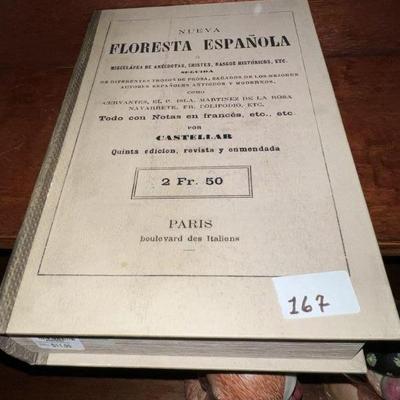 NUEVA
FLORESTA ESPAÑOLA
Ó
MISCELÁNEA DE ANÉCDOTAS, CHISTES, RASGOS HISTÓRICOS, ETC.
SEGUIDA
DE DIFERENTES TROZOS DE PROSA, SACADOS DE LOS MEJORES
AUTORES ESPAÑOLES ANTIGUOS Y MODERNOS,
COMO
CERVANTES, EL P. ISLA, MARTINEZ DE LA ROSA
NAVARRETE, FR. COLIPODIO, ETC.
Todo con Notas en francés, etc., etc.
POR
CASTELLAR
Quinta edicion, revista y enmendada
2 Fr. 50
PARIS
boulevard des Italiens
167